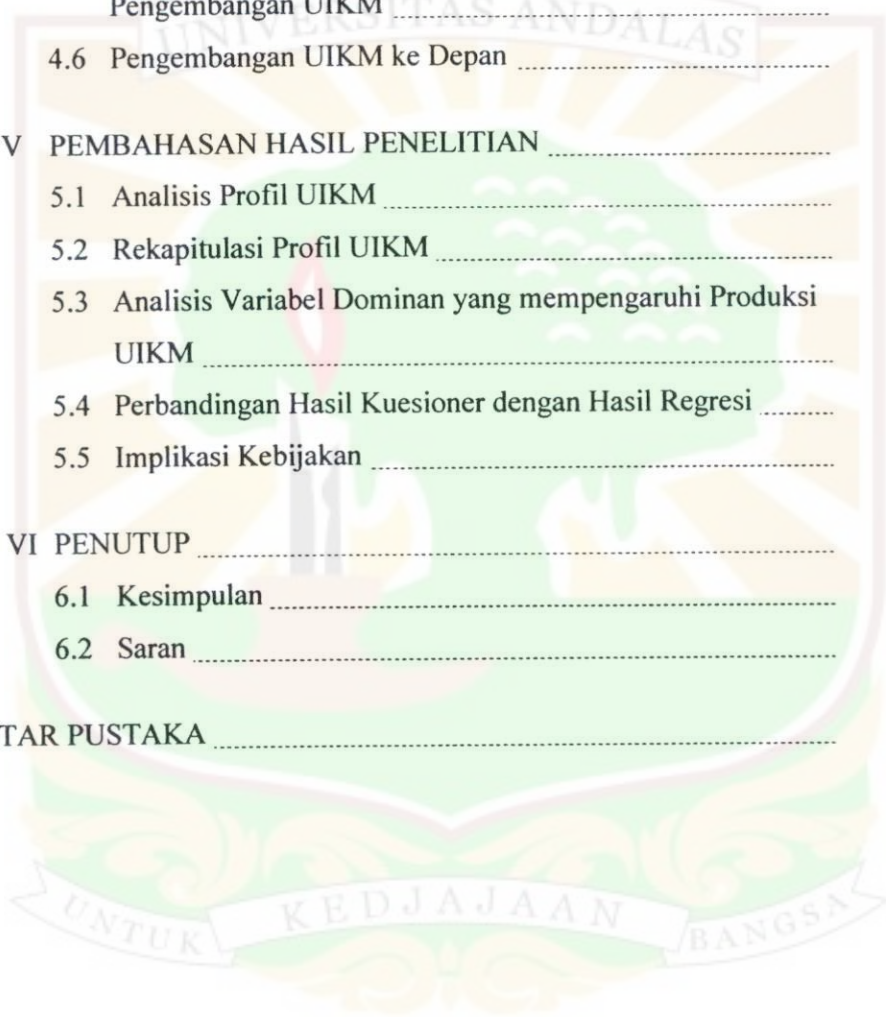 Pengembangan UIKM
UNIVERSITAS ANDALAS
4.6 Pengembangan UIKM ke Depan
V PEMBAHASAN HASIL PENELITIAN
5.1 Analisis Profil UIKM
5.2 Rekapitulasi Profil UIKM
5.3 Analisis Variabel Dominan yang mempengaruhi Produksi
UIKM
5.4 Perbandingan Hasil Kuesioner dengan Hasil Regresi
5.5 Implikasi Kebijakan
VI PENUTUP
6.1 Kesimpulan
6.2 Saran
TAR PUSTAKA
UNTUK KEDJAJAAN BANGSA